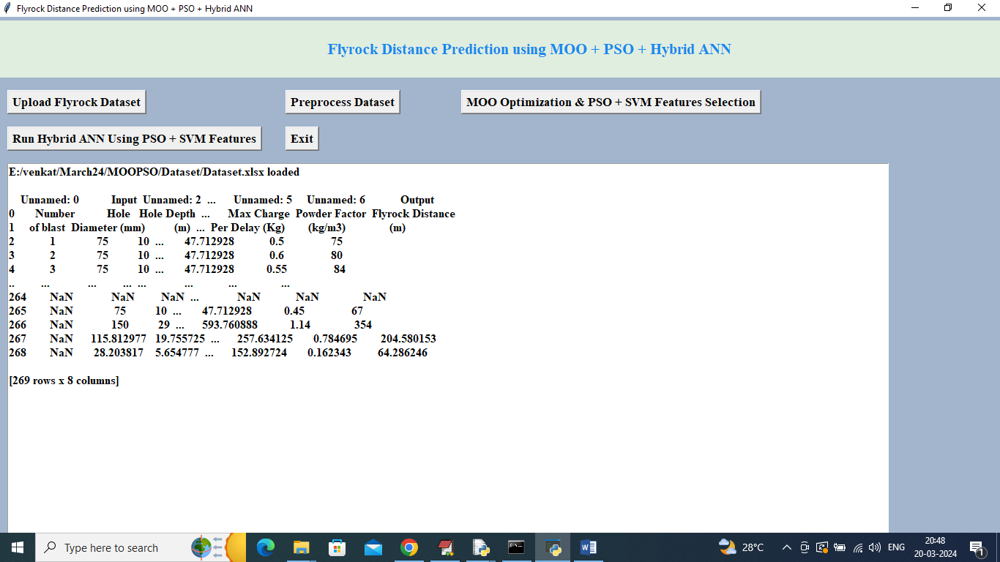 Flyrock Distance Prediction using MOO + PSO + Hybrid ANN
Flyrock Distance Prediction using MOO + PSO + Hybrid ANN
Upload Flyrock Dataset Preprocess Dataset MOO Optimization & PSO + SVM Features Selection
Run Hybrid ANN Using PSO + SVM Features Exit
E:/venkat/March24/MOOPSO/Dataset/Dataset.xlsx loaded
Unnamed: 0 Input Unnamed: 2 ... Unnamed: 5 Unnamed: 6 Output
0 Number Hole Hole Depth ... Max Charge Powder Factor Flyrock Distance
1 of blast Diameter (mm) (m) ... Per Delay (Kg) (kg/m3) (m)
2 1 75 10 ... 47.712928 0.5 75
3 2 75 10 ... 47.712928 0.6 80
4 3 75 10 ... 47.712928 0.55 84
.. ... ... ... ... ... ... ...
264 NaN NaN NaN ... NaN NaN NaN
265 NaN 75 10 ... 47.712928 0.45 67
266 NaN 150 29 ... 593.760888 1.14 354
267 NaN 115.812977 19.755725 ... 257.634125 0.784695 204.580153
268 NaN 28.203817 5.654777 ... 152.892724 0.162343 64.286246
[269 rows x 8 columns]
Type here to search 28°C ENG 20:48
20-03-2024 1